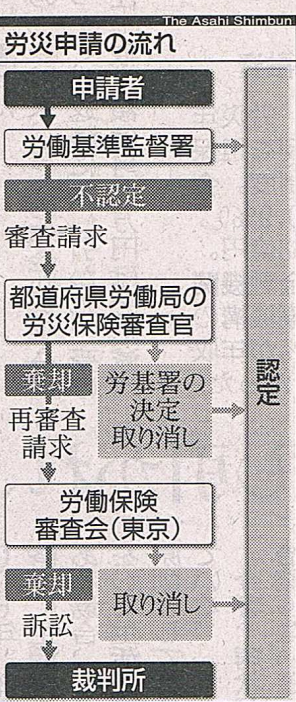 The Asahi Shimbun
労災申請の流れ
申請者
労働基準監督署
不認定
審査請求
都道府県労働局の
労災保険審査官
棄却
再審査
請求
労基署の
決定
取り消し
認定
労働保険
審査会(東京)
棄却
訴訟
取り消し
裁判所